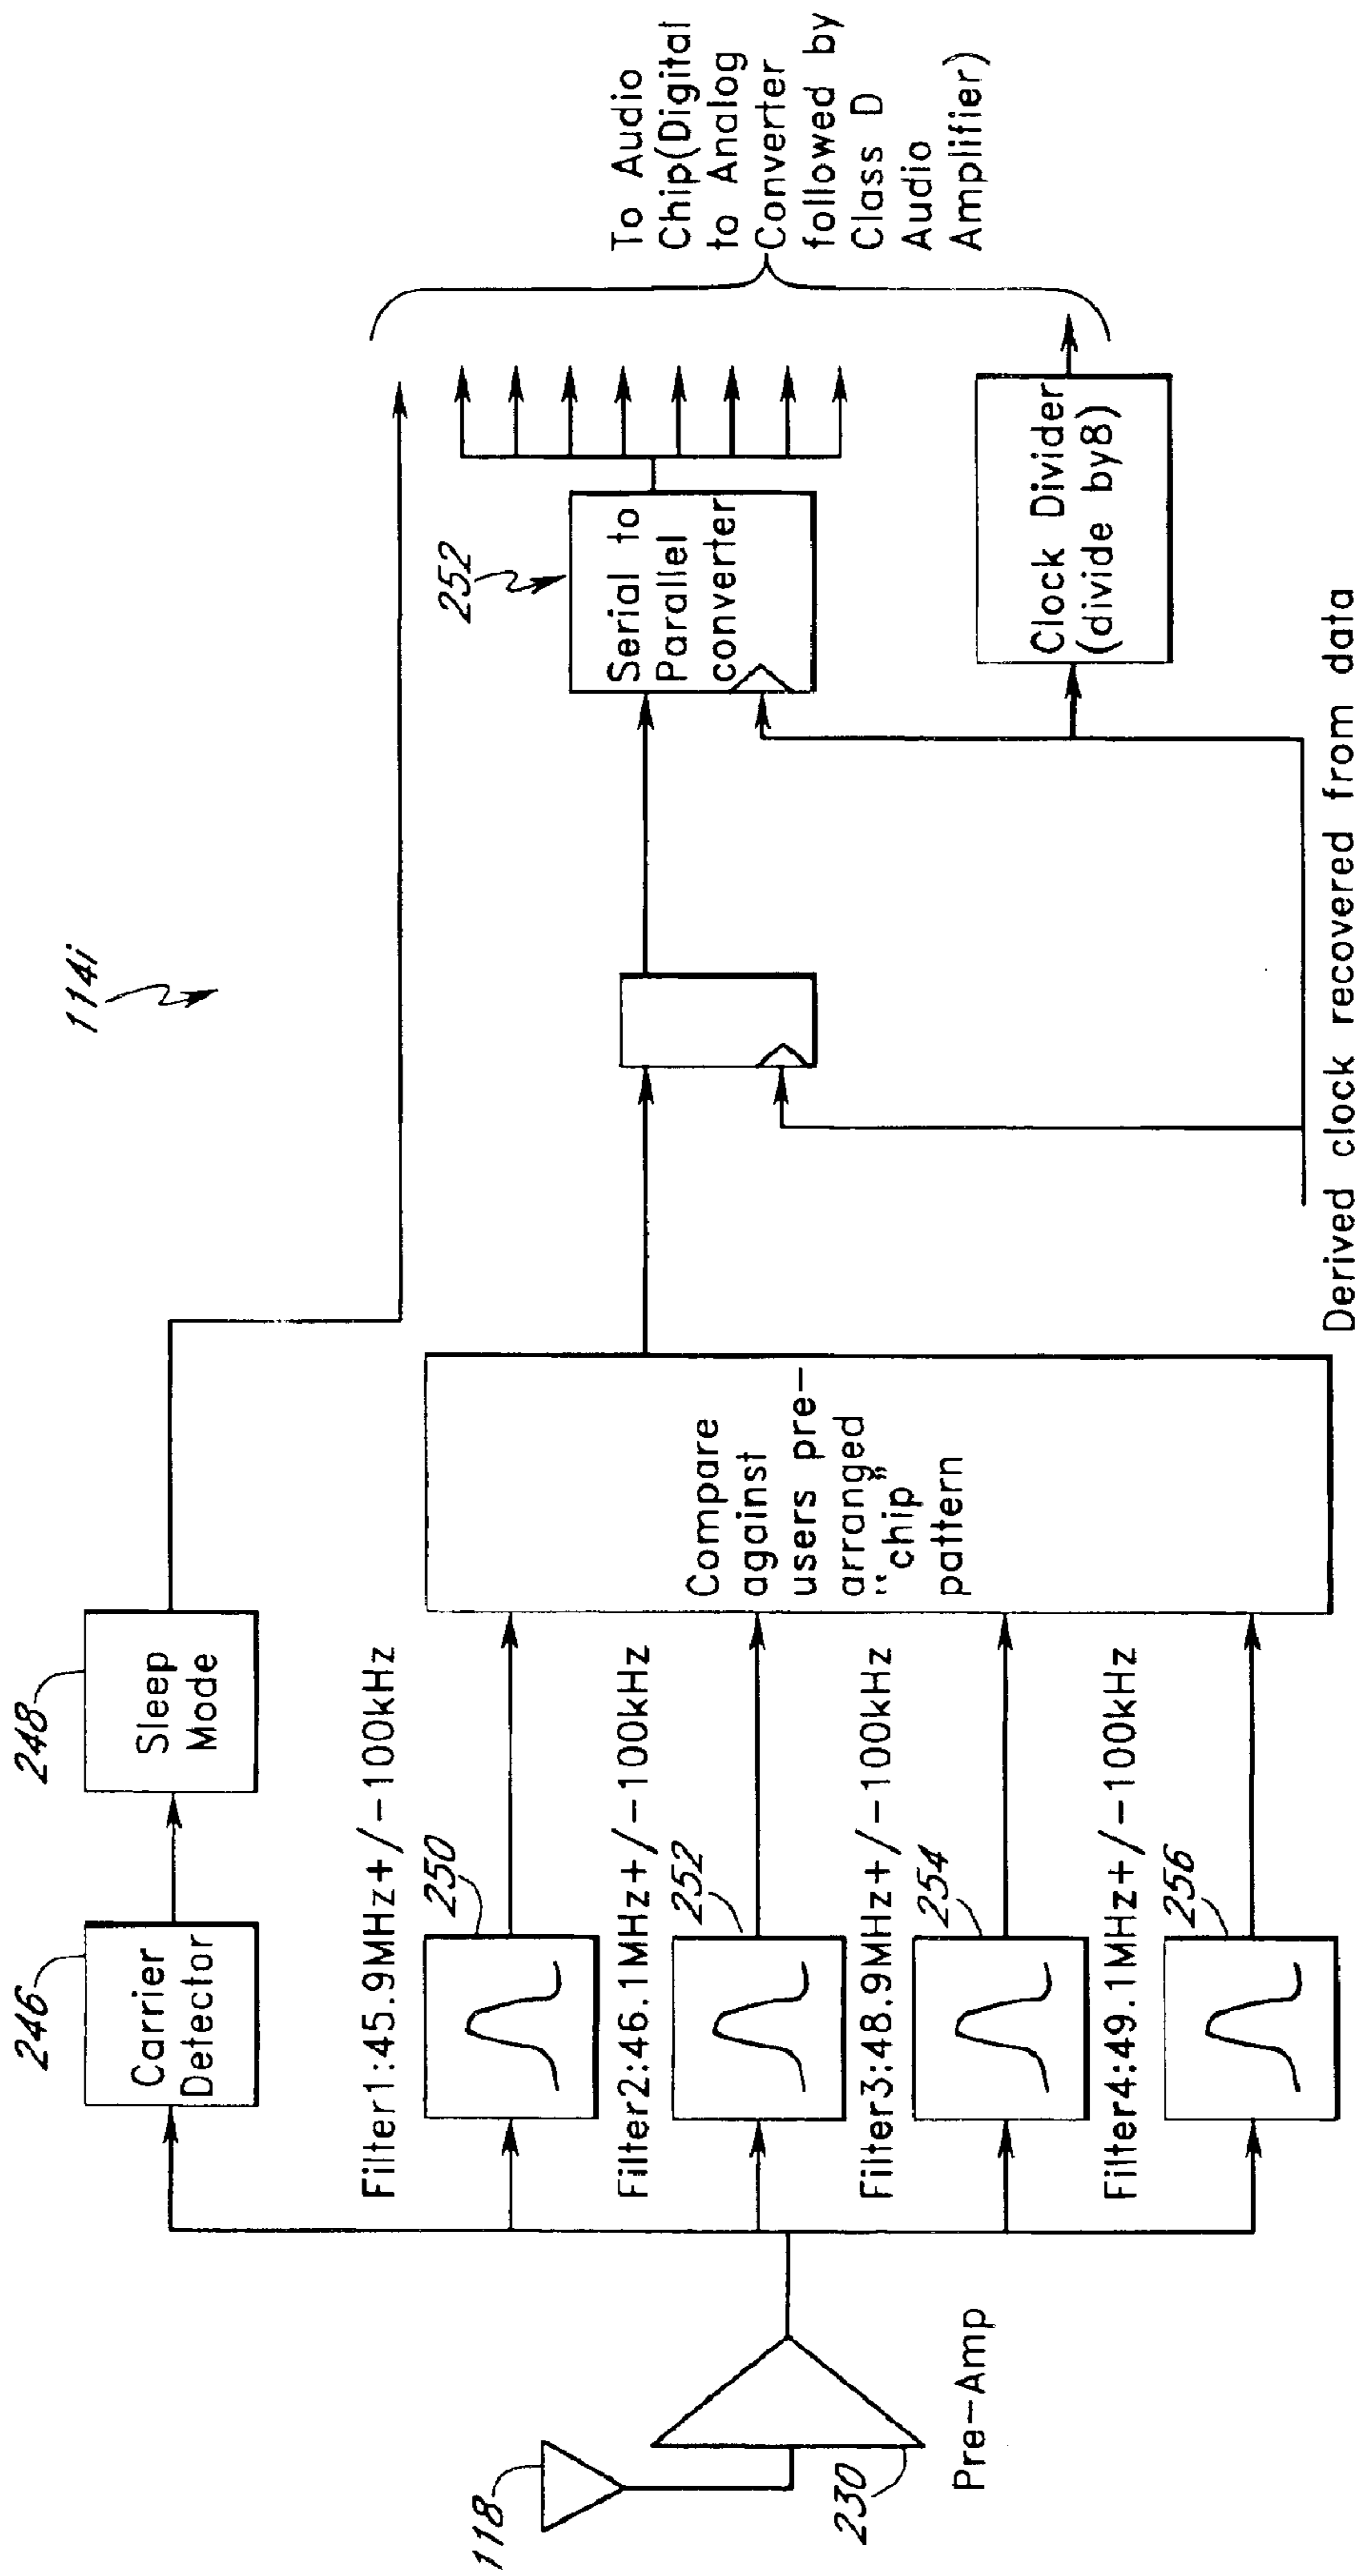 114i
118
230
Pre-Amp
246
Carrier
Detector
248
Sleep
Mode
Filter1:45.9MHz+/-100kHz
250
Filter2:46.1MHz+/-100kHz
252
Filter3:48.9MHz+/-100kHz
254
Filter4:49.1MHz+/-100kHz
256
Compare
against
users pre-
arranged
"chip"
pattern
252
Serial to
Parallel
converter
Clock Divider
(divide by8)
Derived clock recovered from data
To Audio
Chip(Digital
to Analog
Converter
followed by
Class D
Audio
Amplifier)